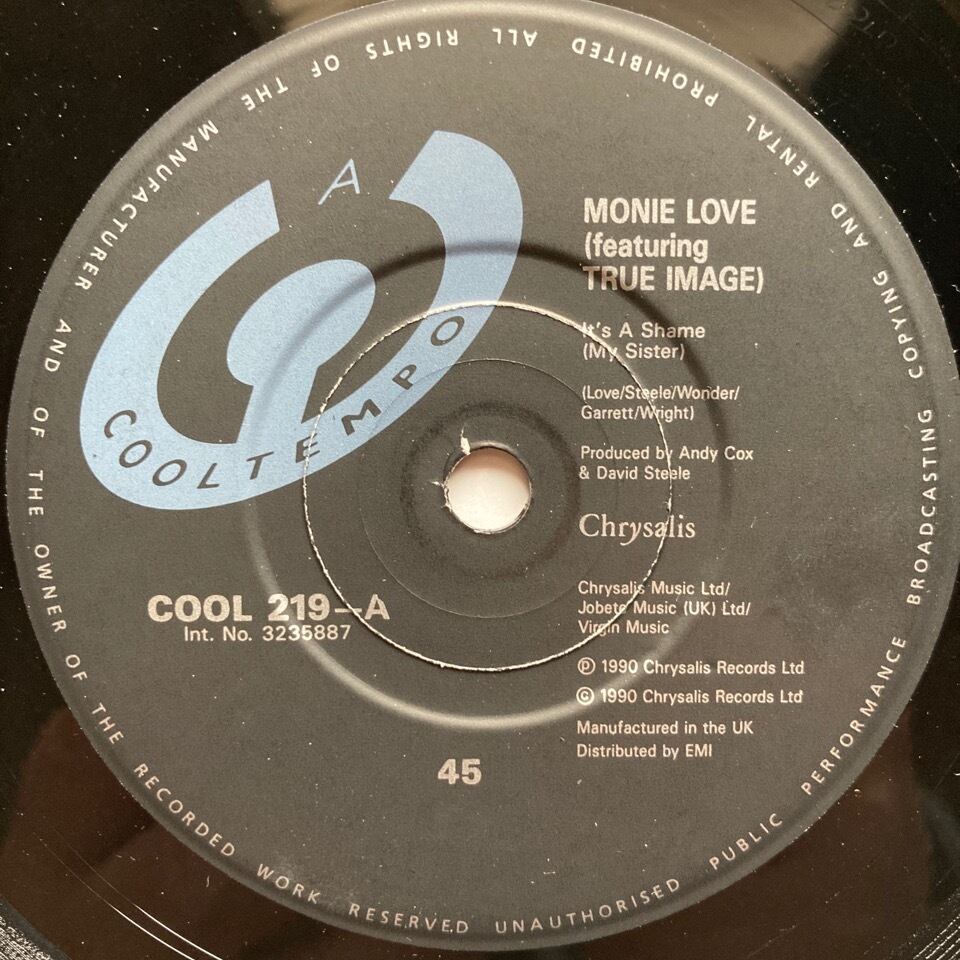 ALL RIGHTS OF THE MANUFACTURER AND OF THE OWNER OF THE RECORDED WORK RESERVED UNAUTHORISED PUBLIC PERFORMANCE BROADCASTING COPYING AND RENTAL PROHIBITED
A
COOLTEMPO
MONIE LOVE
(featuring
TRUE IMAGE)
It's A Shame
(My Sister)
(Love/Steele/Wonder/
Garrett/Wright)
Produced by Andy Cox
& David Steele
Chrysalis
COOL 219-A
Int. No. 3235887
Chrysalis Music Ltd/
Jobete Music (UK) Ltd/
Virgin Music
℗ 1990 Chrysalis Records Ltd
© 1990 Chrysalis Records Ltd
Manufactured in the UK
Distributed by EMI
45